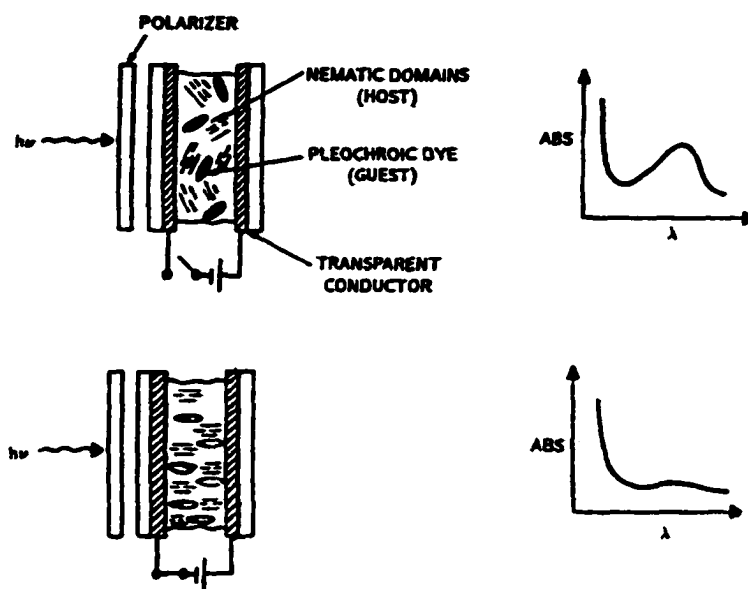 POLARIZER
NEMATIC DOMAINS
(HOST)
hν
PLEOCHROIC DYE
(GUEST)
TRANSPARENT
CONDUCTOR
ABS
λ
hν
ABS
λ